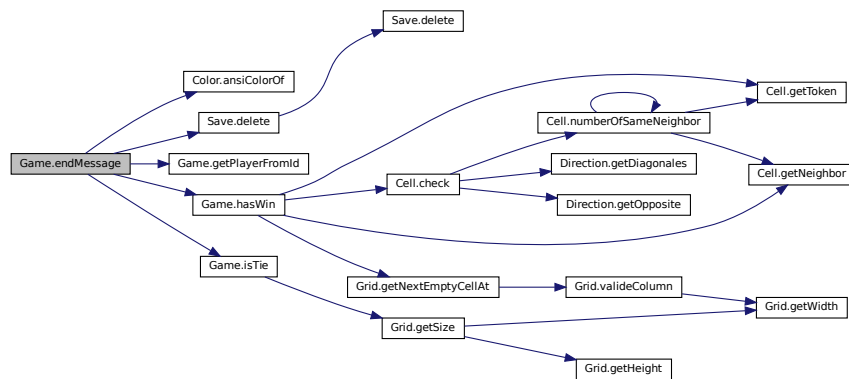 Save.delete
Color.ansiColorOf
Cell.getToken
Save.delete
Cell.numberOfSameNeighbor
Game.endMessage
Game.getPlayerFromId
Direction.getDiagonales
Cell.getNeighbor
Cell.check
Game.hasWin
Direction.getOpposite
Game.isTie
Grid.getNextEmptyCellAt
Grid.valideColumn
Grid.getWidth
Grid.getSize
Grid.getHeight